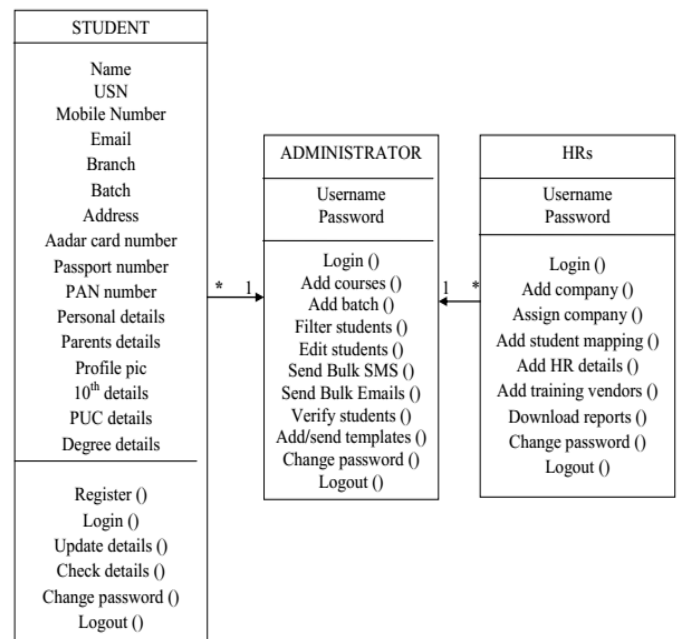 STUDENT
Name
USN
Mobile Number
Email
Branch
Batch
Address
Aadar card number
Passport number
PAN number
Personal details
Parents details
Profile pic
10th details
PUC details
Degree details
Register ()
Login ()
Update details ()
Check details ()
Change password ()
Logout ()
* 1
ADMINISTRATOR
Username
Password
Login ()
Add courses ()
Add batch ()
Filter students ()
Edit students ()
Send Bulk SMS ()
Send Bulk Emails ()
Verify students ()
Add/send templates ()
Change password ()
Logout ()
1 *
HRs
Username
Password
Login ()
Add company ()
Assign company ()
Add student mapping ()
Add HR details ()
Add training vendors ()
Download reports ()
Change password ()
Logout ()